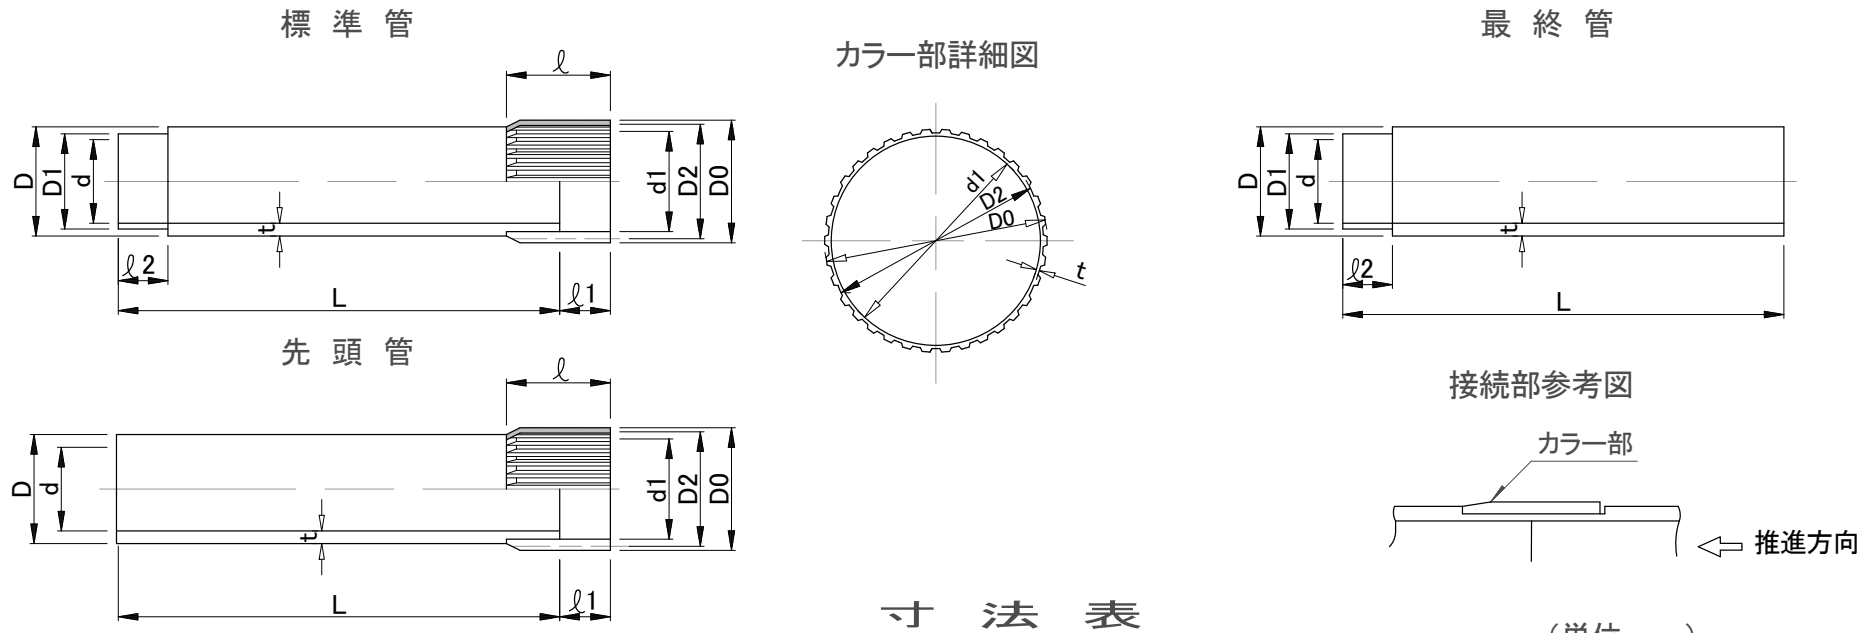 標 準 管
ℓ
D
D1
d
t
d1
D2
D0
ℓ2
L
ℓ1
カラー部詳細図
d1
D2
D0
t
最 終 管
D
D1
d
t
ℓ2
L
先 頭 管
ℓ
D
d
t
d1
D2
D0
L
ℓ1
接続部参考図
カラー部
推進方向
寸 法 表